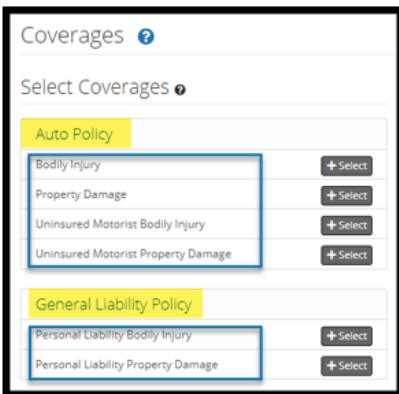 Coverages ?
Select Coverages ?
Auto Policy
Bodily Injury + Select
Property Damage + Select
Uninsured Motorist Bodily Injury + Select
Uninsured Motorist Property Damage + Select
General Liability Policy
Personal Liability Bodily Injury + Select
Personal Liability Property Damage + Select